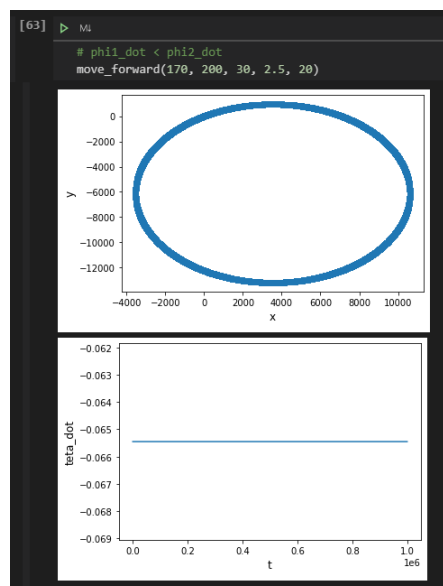 [63]
M↓
# phi1_dot < phi2_dot
move_forward(170, 200, 30, 2.5, 20)
0
−2000
−4000
−6000
−8000
−10000
−12000
y
−4000 −2000 0 2000 4000 6000 8000 10000
x
−0.062
−0.063
−0.064
−0.065
−0.066
−0.067
−0.068
−0.069
teta_dot
0.0 0.2 0.4 0.6 0.8 1.0
1e6
t